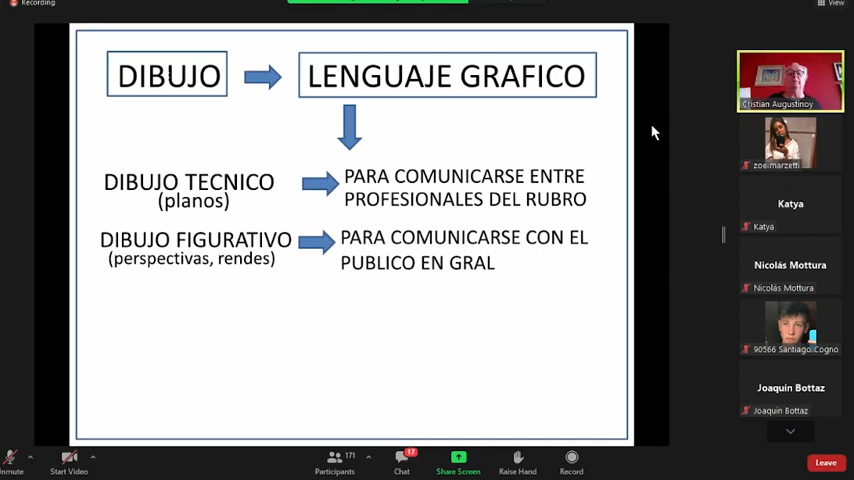 Recording
View
DIBUJO
LENGUAJE GRAFICO
DIBUJO TECNICO
(planos)
PARA COMUNICARSE ENTRE
PROFESIONALES DEL RUBRO
DIBUJO FIGURATIVO
(perspectivas, rendes)
PARA COMUNICARSE CON EL
PUBLICO EN GRAL
Cristian Augustinoy
zoeimarzetti
Katya
Katya
Nicolás Mottura
Nicolás Mottura
90566 Santiago Cogno
Joaquin Bottaz
Joaquin Bottaz
Unmute
Start Video
171
Participants
17
Chat
Share Screen
Raise Hand
Record
Leave